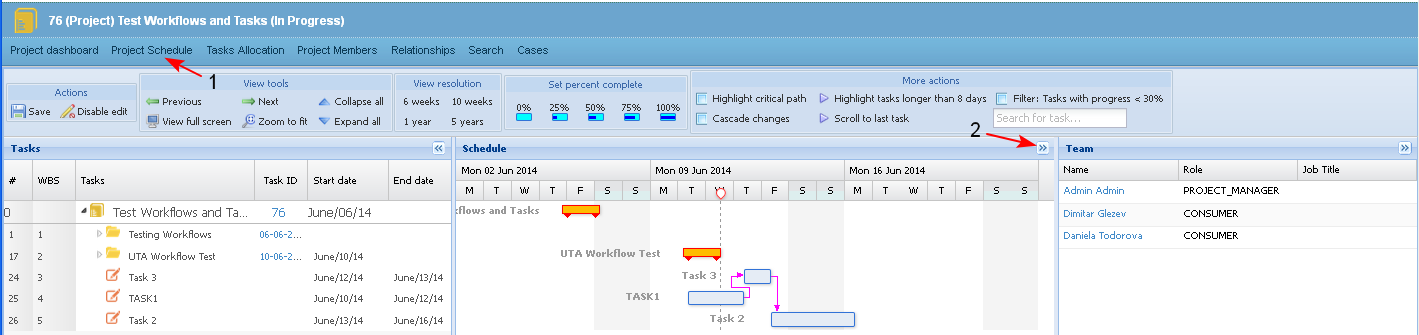 76 (Project) Test Workflows and Tasks (In Progress)
Project dashboard Project Schedule Tasks Allocation Project Members Relationships Search Cases
1
Actions
Save Disable edit
View tools
Previous Next Collapse all
View full screen Zoom to fit Expand all
View resolution
6 weeks 10 weeks
1 year 5 years
Set percent complete
0% 25% 50% 75% 100%
More actions
Highlight critical path Highlight tasks longer than 8 days Filter: Tasks with progress < 30%
Cascade changes Scroll to last task Search for task...
2
Tasks
# WBS Tasks Task ID Start date End date
0 Test Workflows and Ta... 76 June/06/14
1 1 Testing Workflows 06-06-2...
17 2 UTA Workflow Test 10-06-2... June/10/14
24 3 Task 3 June/12/14 June/13/14
25 4 TASK1 June/10/14 June/12/14
26 5 Task 2 June/13/14 June/16/14
Schedule
Mon 02 Jun 2014 Mon 09 Jun 2014 Mon 16 Jun 2014
M T W T F S S M T W T F S S M T W T F S S
kflows and Tasks
UTA Workflow Test
Task 3
TASK1
Task 2
Team
Name Role Job Title
Admin Admin PROJECT_MANAGER
Dimitar Glezev CONSUMER
Daniela Todorova CONSUMER